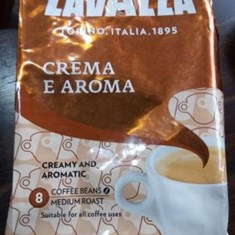 LAVAZZA
TORINO, ITALIA, 1895
CREMA
E AROMA
CREAMY AND
AROMATIC
8 COFFEE BEANS
MEDIUM ROAST
Suitable for all coffee uses